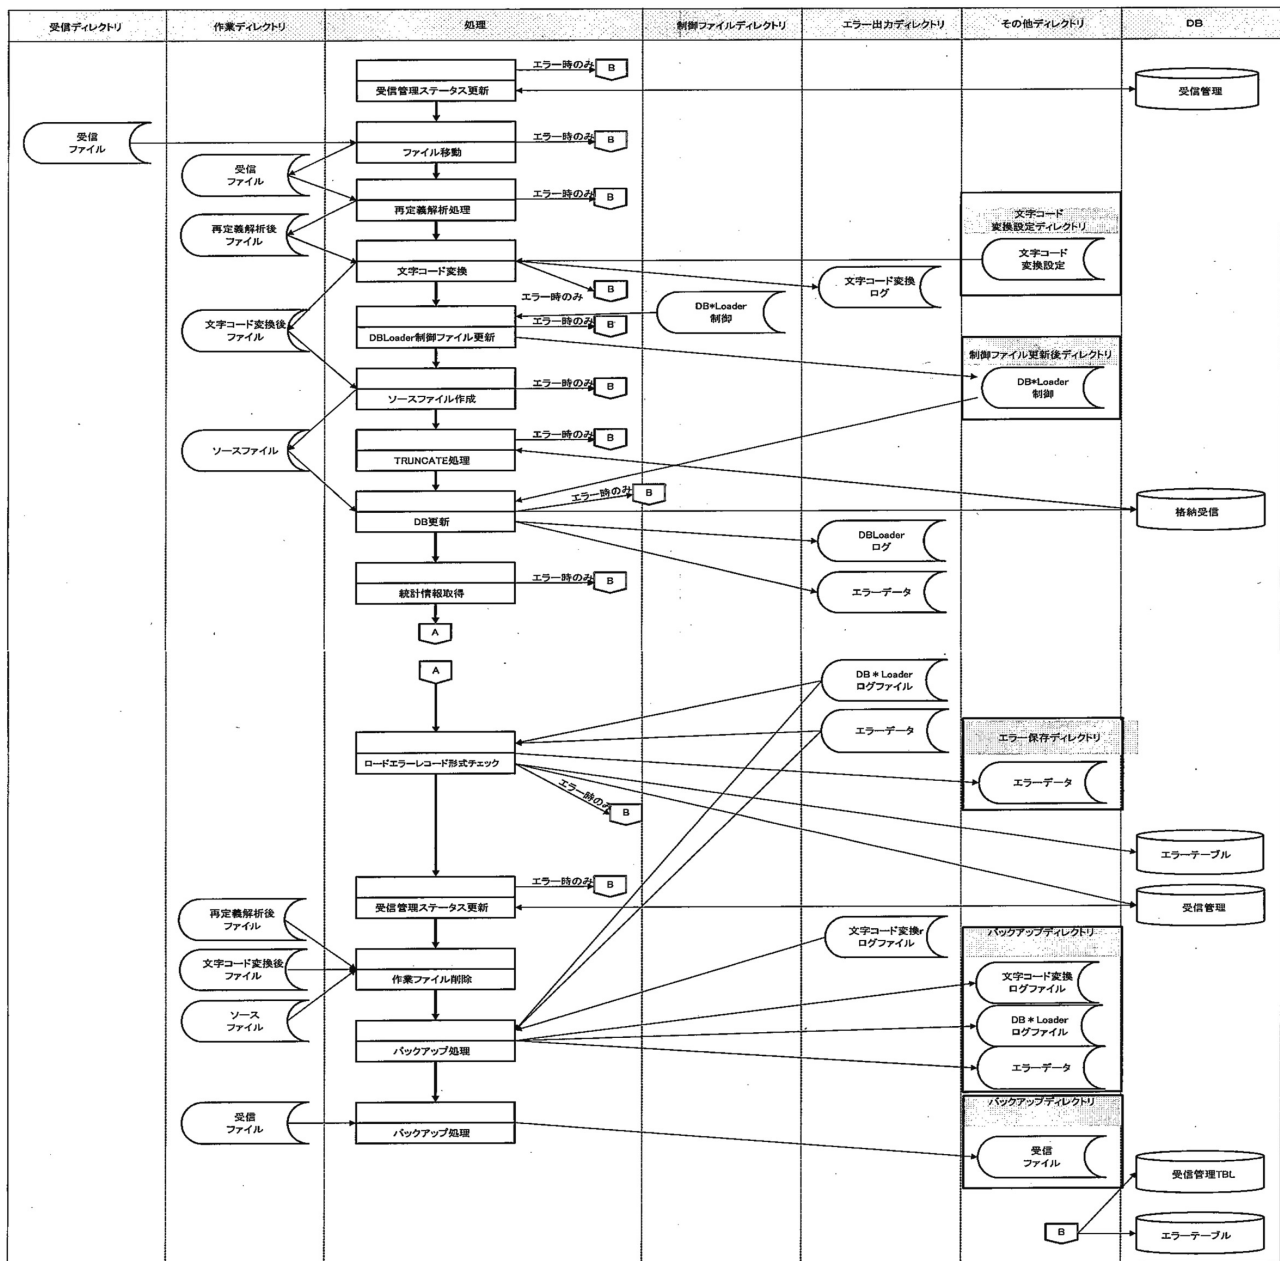 受信ディレクトリ
作業ディレクトリ
処理
制御ファイルディレクトリ
エラー出力ディレクトリ
その他ディレクトリ
DB
エラー時のみ
B
受信管理ステータス更新
受信管理
受信
ファイル
エラー時のみ
B
ファイル移動
受信
ファイル
エラー時のみ
B
再定義解析処理
再定義解析後
ファイル
文字コード
変換設定ディレクトリ
文字コード
変換設定
文字コード変換
B
エラー時のみ
文字コード変換
ログ
DB*Loader
制御
エラー時のみ
B
DBLoader制御ファイル更新
文字コード変換後
ファイル
制御ファイル更新後ディレクトリ
DB*Loader
制御
エラー時のみ
B
ソースファイル作成
エラー時のみ
B
TRUNCATE処理
ソースファイル
エラー時のみ
B
DB更新
格納受信
DBLoader
ログ
エラーデータ
エラー時のみ
B
統計情報取得
A
A
DB*Loader
ログファイル
エラーデータ
エラー保存ディレクトリ
エラーデータ
ロードエラーレコード形式チェック
エラー時のみ
B
エラーテーブル
エラー時のみ
B
受信管理ステータス更新
受信管理
再定義解析後
ファイル
文字コード変換r
ログファイル
バックアップディレクトリ
文字コード変換後
ファイル
作業ファイル削除
文字コード変換
ログファイル
ソース
ファイル
DB*Loader
ログファイル
バックアップ処理
エラーデータ
バックアップディレクトリ
受信
ファイル
バックアップ処理
受信
ファイル
受信管理TBL
B
エラーテーブル